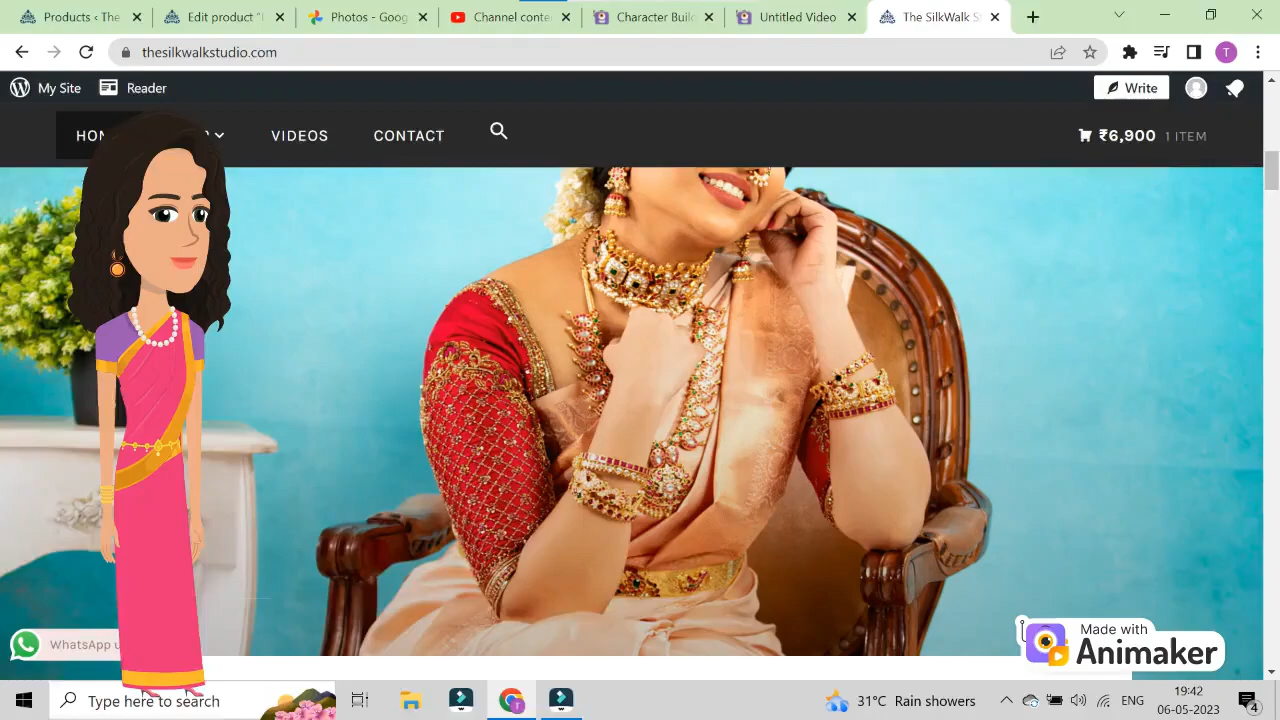 Products ‹ The
Edit product "
Photos - Goog
Channel conte
Character Buil
Untitled Video
The SilkWalk S
thesilkwalkstudio.com
My Site
Reader
Write
VIDEOS
CONTACT
₹6,900 1 ITEM
WhatsApp
Made with
Animaker
Type here to search
31°C Rain showers
ENG
19:42
06-05-2023
4